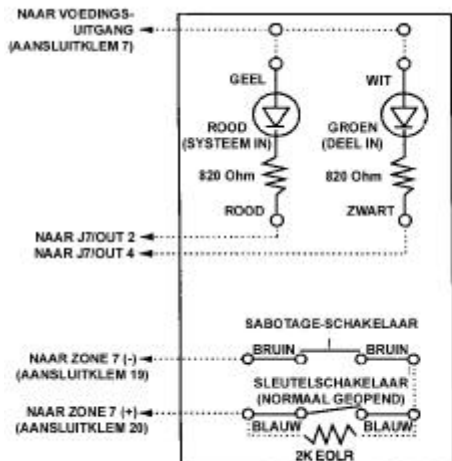 NAAR VOEDINGS-
UITGANG
(AANSLUITKLEM 7)
GEEL
WIT
ROOD
(SYSTEEM IN)
GROEN
(DEEL IN)
820 Ohm
820 Ohm
ROOD
ZWART
NAAR J7/OUT 2
NAAR J7/OUT 4
SABOTAGE-SCHAKELAAR
NAAR ZONE 7 (-)
(AANSLUITKLEM 19)
BRUIN
BRUIN
SLEUTELSCHAKELAAR
(NORMAAL GEOPEND)
NAAR ZONE 7 (+)
(AANSLUITKLEM 20)
BLAUW
BLAUW
2K EOLR